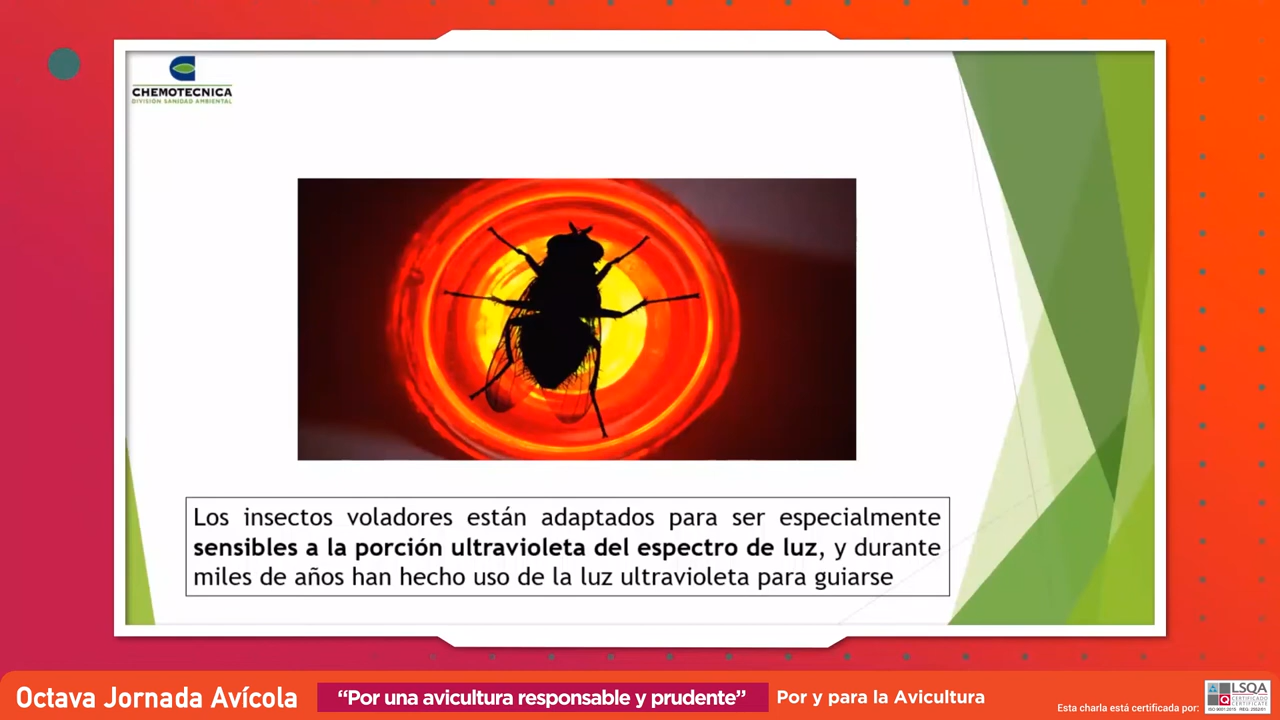 CHEMOTECNICA
DIVISIÓN SANIDAD AMBIENTAL
Los insectos voladores están adaptados para ser especialmente
sensibles a la porción ultravioleta del espectro de luz, y durante
miles de años han hecho uso de la luz ultravioleta para guiarse
Octava Jornada Avícola
“Por una avicultura responsable y prudente”
Por y para la Avicultura
Esta charla está certificada por:
LSQA